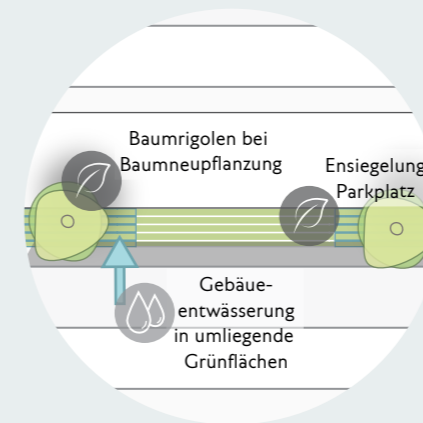 Baumrigolen bei
Baumneupflanzung
Ensiegelung
Parkplatz
Gebäue-
entwässerung
in umliegende
Grünflächen